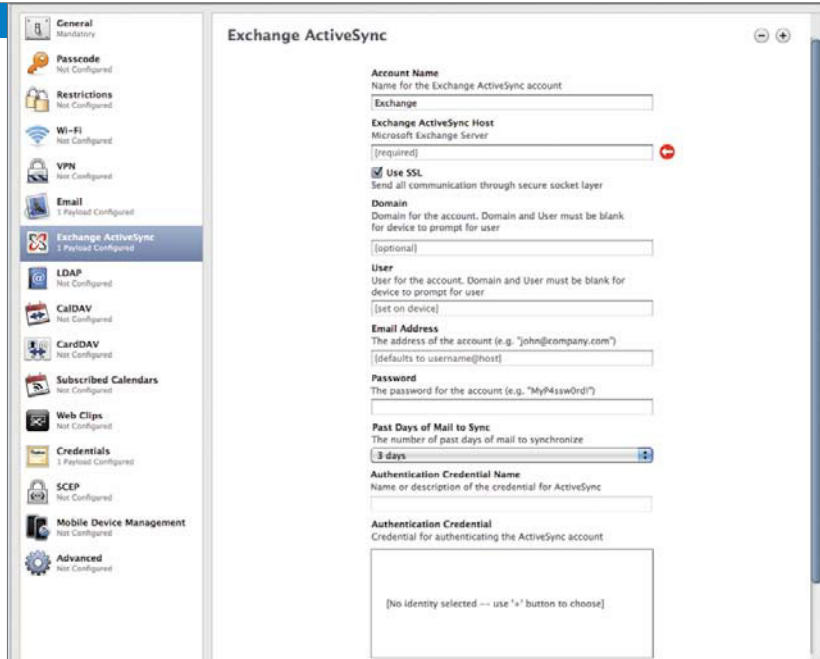 General
Mandatory
Passcode
Not Configured
Restrictions
Not Configured
Wi-Fi
Not Configured
VPN
Not Configured
Email
1 Payload Configured
Exchange ActiveSync
1 Payload Configured
LDAP
Not Configured
CalDAV
Not Configured
CardDAV
Not Configured
Subscribed Calendars
Not Configured
Web Clips
Not Configured
Credentials
1 Payload Configured
SCEP
Not Configured
Mobile Device Management
Not Configured
Advanced
Not Configured
Exchange ActiveSync
Account Name
Name for the Exchange ActiveSync account
Exchange
Exchange ActiveSync Host
Microsoft Exchange Server
[required]
Use SSL
Send all communication through secure socket layer
Domain
Domain for the account. Domain and User must be blank
for device to prompt for user
[optional]
User
User for the account. Domain and User must be blank for
device to prompt for user
[set on device]
Email Address
The address of the account (e.g. "john@company.com")
[defaults to username@host]
Password
The password for the account (e.g. "MyP4ssw0rd!")
Past Days of Mail to Sync
The number of past days of mail to synchronize
3 days
Authentication Credential Name
Name or description of the credential for ActiveSync
Authentication Credential
Credential for authenticating the ActiveSync account
[No identity selected -- use '+' button to choose]